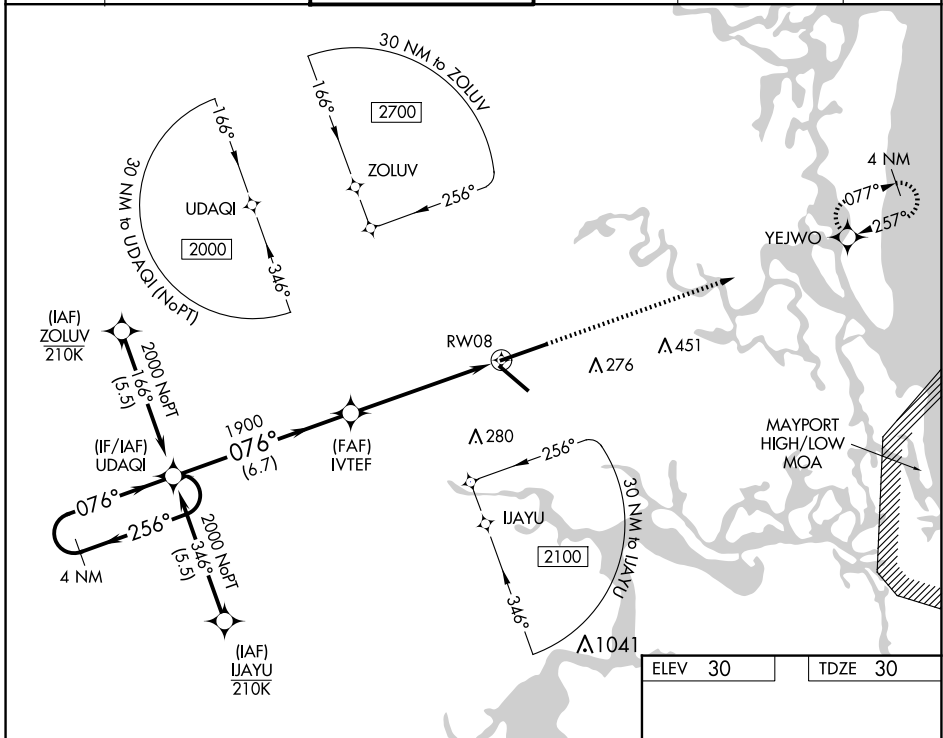 30 NM to ZOLUV
166°
2700
ZOLUV
256°
166°
30 NM to UDAQI (NoPT)
UDAQI
2000
346°
4 NM
077°
257°
YEJWO
(IAF)
ZOLUV
210K
2000 NoPT
166°
(5.5)
RW08
276
451
1900
076°
(6.7)
(FAF)
IVTEF
(IF/IAF)
UDAQI
280
MAYPORT
HIGH/LOW
MOA
076°
256°
4 NM
2000 NoPT
346°
(5.5)
256°
IJAYU
30 NM to IJAYU
2100
346°
(IAF)
IJAYU
210K
1041
ELEV 30
TDZE 30